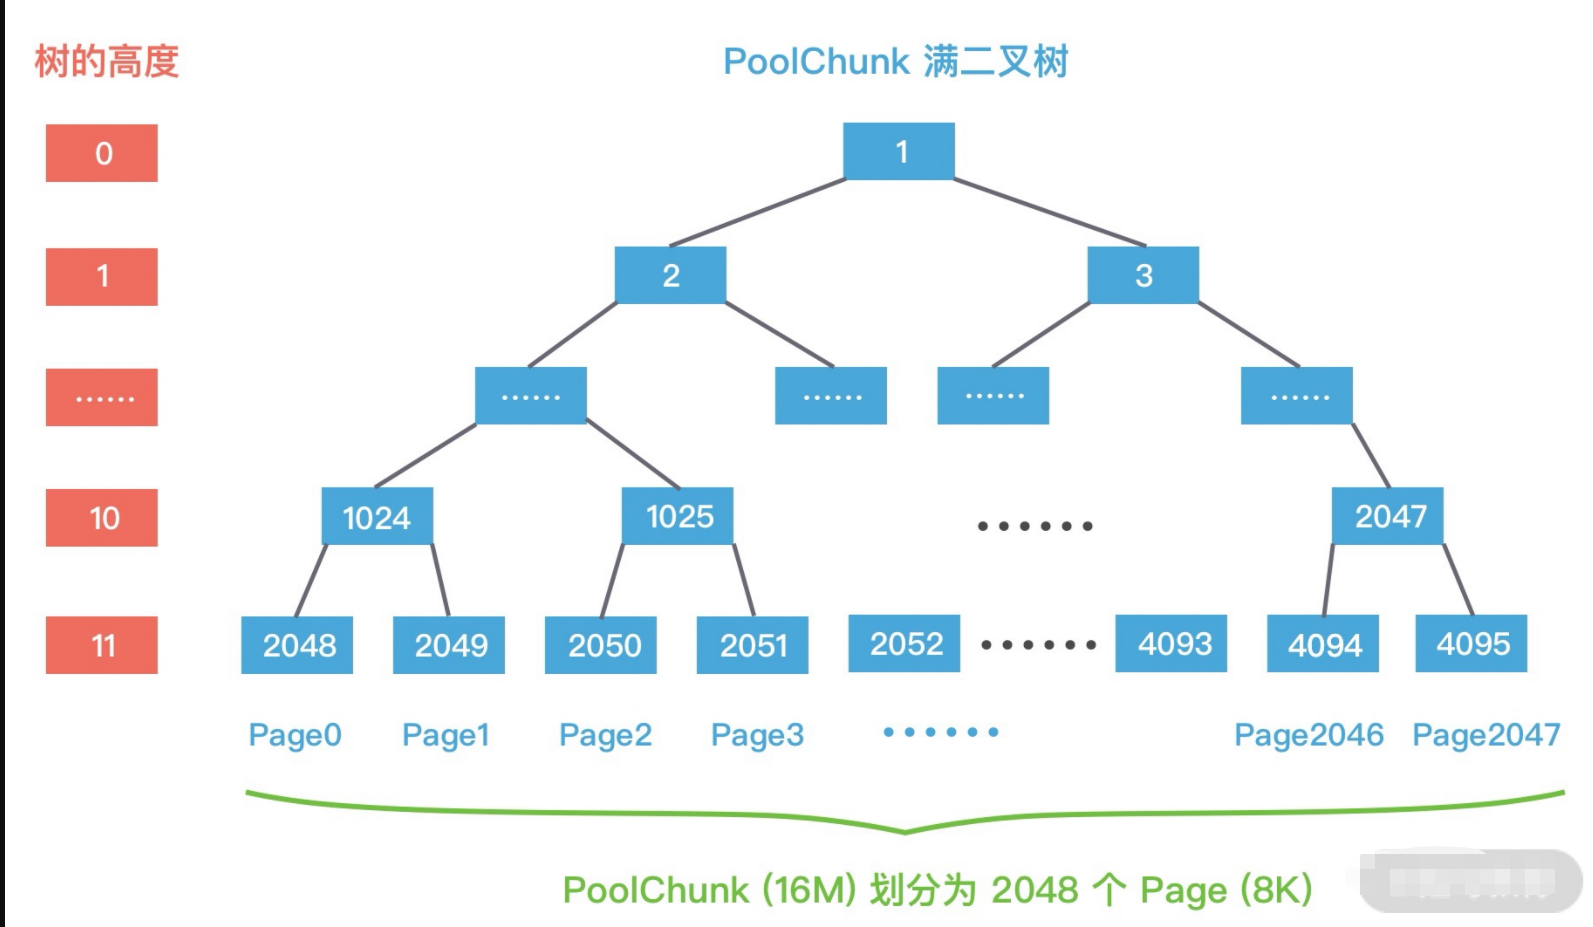 树的高度
PoolChunk 满二叉树
0
1
1
2
3
......
......
......
......
......
10
1024
1025
......
2047
11
2048
2049
2050
2051
2052
......
4093
4094
4095
Page0
Page1
Page2
Page3
......
Page2046
Page2047
PoolChunk (16M) 划分为 2048 个 Page (8K)